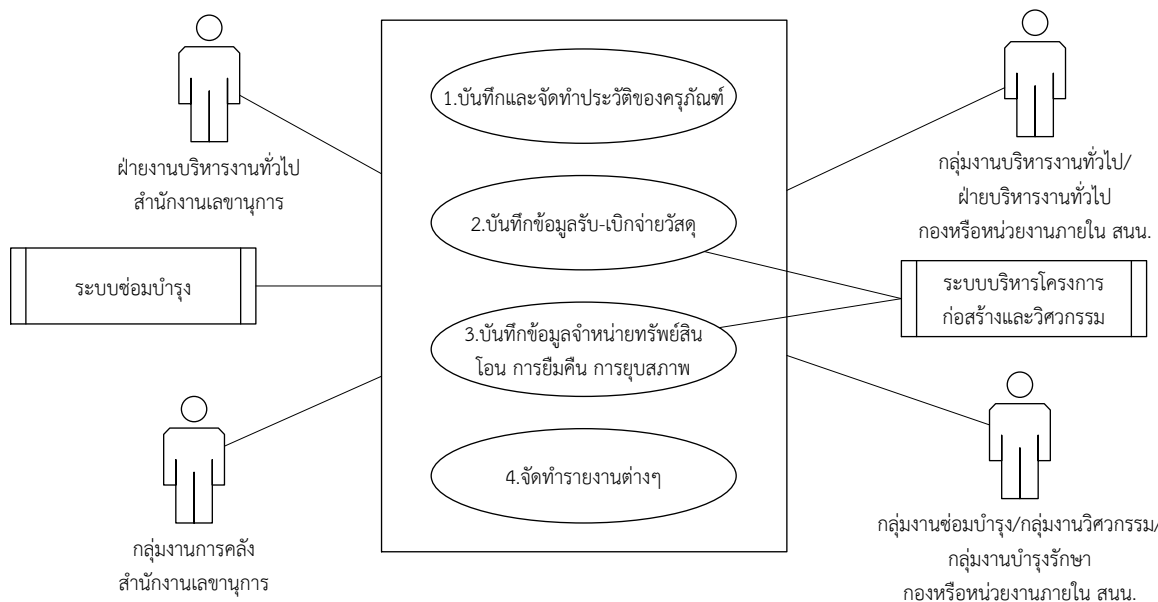 1.บันทึกและจัดทำประวัติของครุภัณฑ์
ฝ่ายงานบริหารงานทั่วไป
สำนักงานเลขานุการ
กลุ่มงานบริหารงานทั่วไป/
ฝ่ายบริหารงานทั่วไป
กองหรือหน่วยงานภายใน สนน.
2.บันทึกข้อมูลรับ-เบิกจ่ายวัสดุ
ระบบซ่อมบำรุง
ระบบบริหารโครงการ
ก่อสร้างและวิศวกรรม
3.บันทึกข้อมูลจำหน่ายทรัพย์สิน
โอน การยืมคืน การยุบสภาพ
4.จัดทำรายงานต่างๆ
กลุ่มงานการคลัง
สำนักงานเลขานุการ
กลุ่มงานซ่อมบำรุง/กลุ่มงานวิศวกรรม/
กลุ่มงานบำรุงรักษา
กองหรือหน่วยงานภายใน สนน.